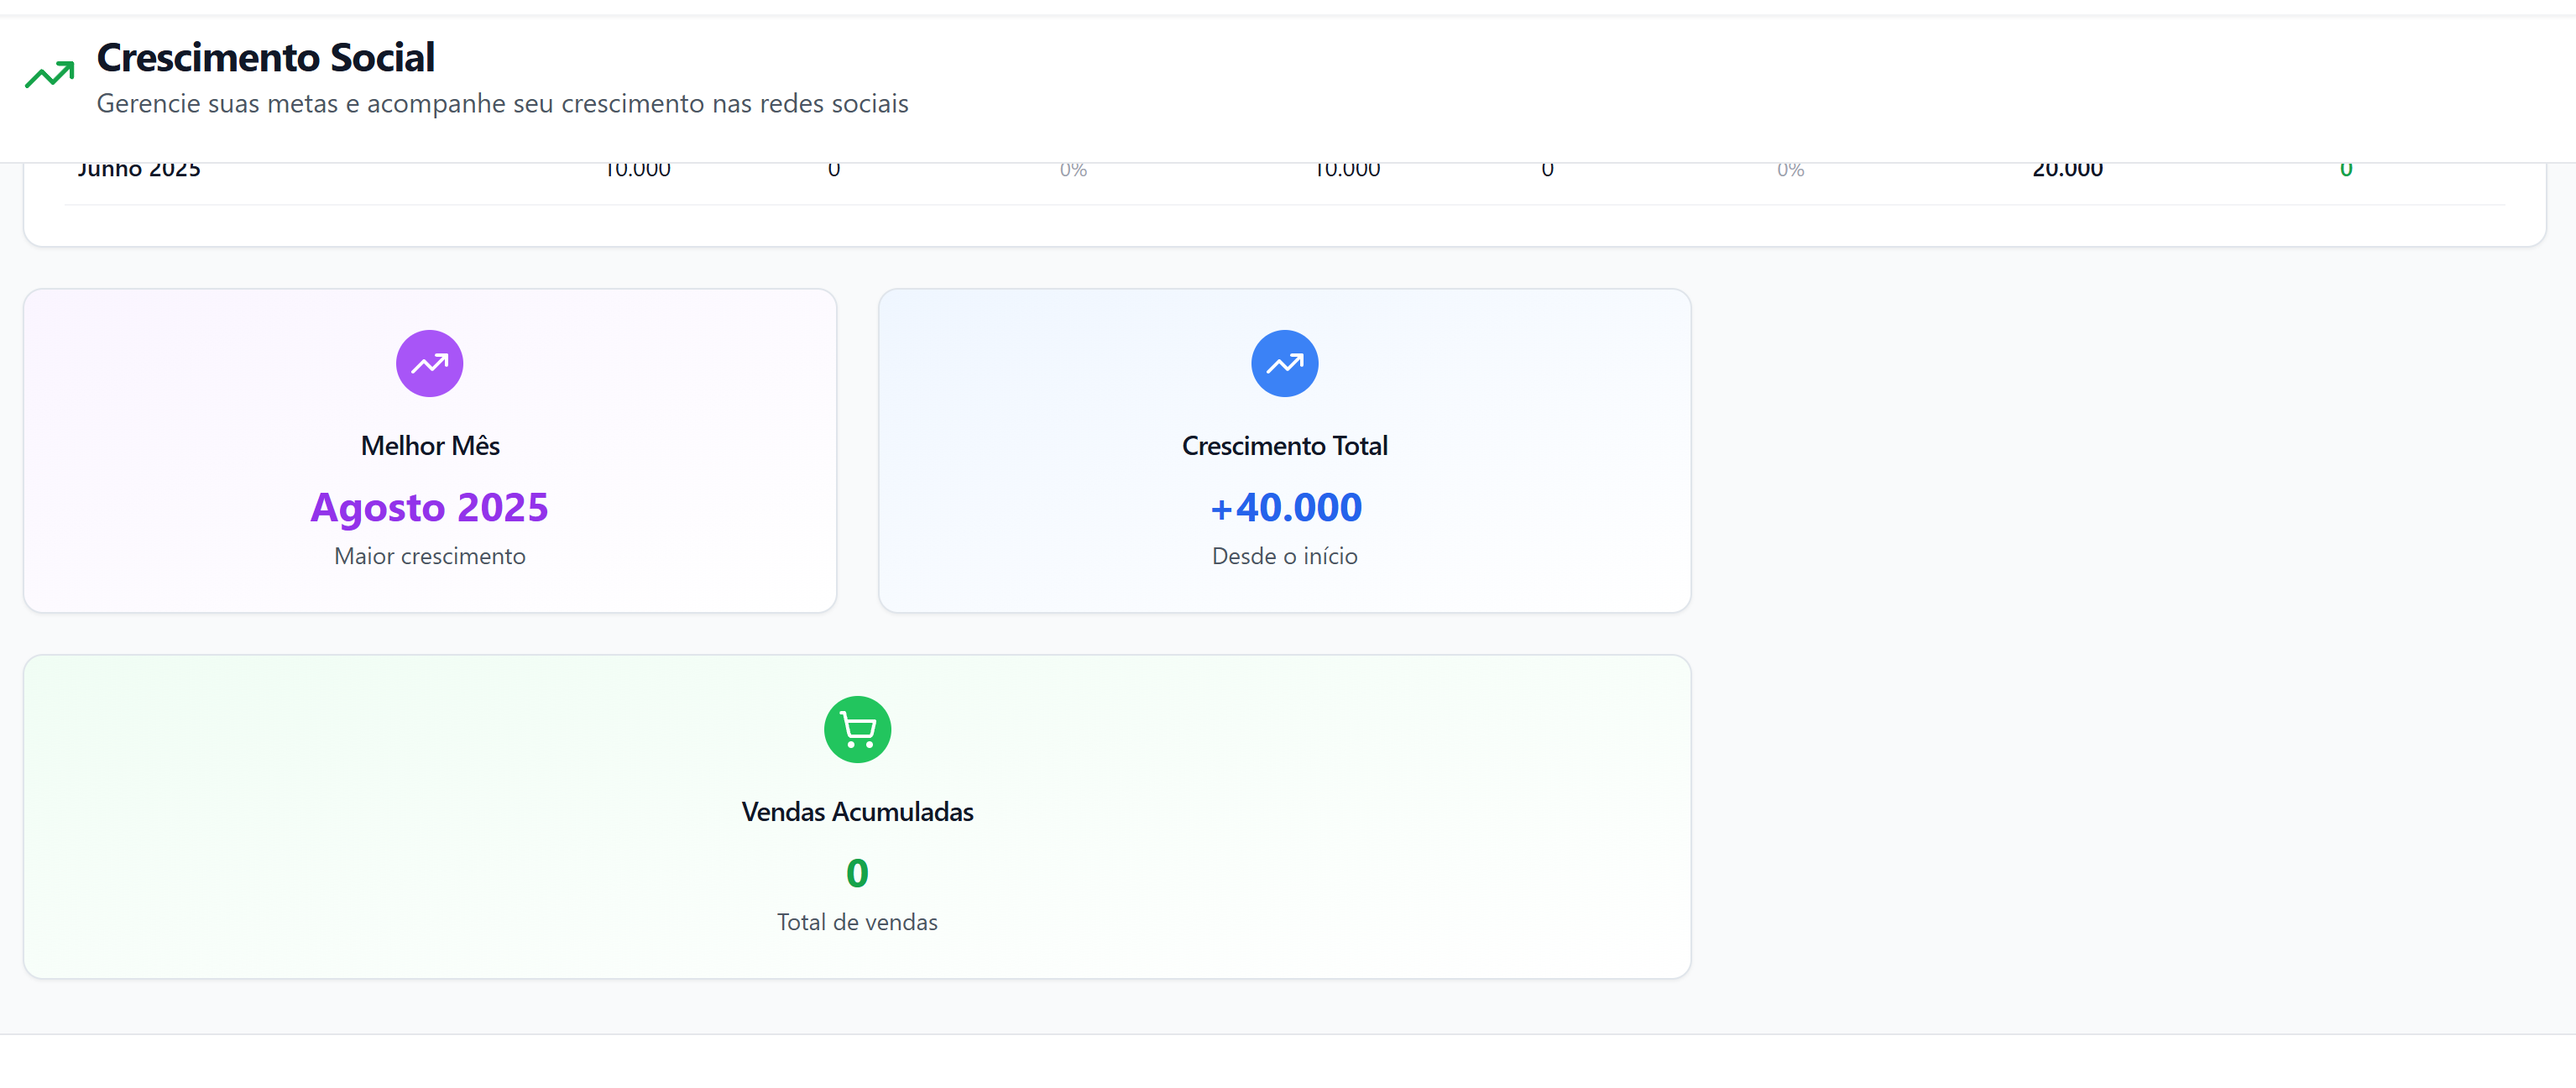 Crescimento Social
Gerencie suas metas e acompanhe seu crescimento nas redes sociais
Junho 2025 10.000 0 0% 10.000 0 0% 20.000 0
Melhor Mês
Agosto 2025
Maior crescimento
Crescimento Total
+40.000
Desde o início
Vendas Acumuladas
0
Total de vendas